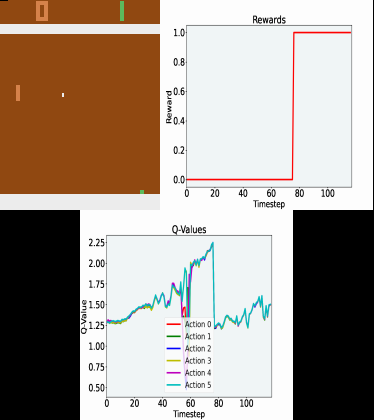 Rewards
1.0
0.8
0.6
0.4
0.2
0.0
Reward
0 20 40 60 80 100
Timestep
Q-Values
2.25
2.00
1.75
1.50
1.25
1.00
0.75
0.50
Q-Value
Action 0
Action 1
Action 2
Action 3
Action 4
Action 5
0 20 40 60 80 100
Timestep